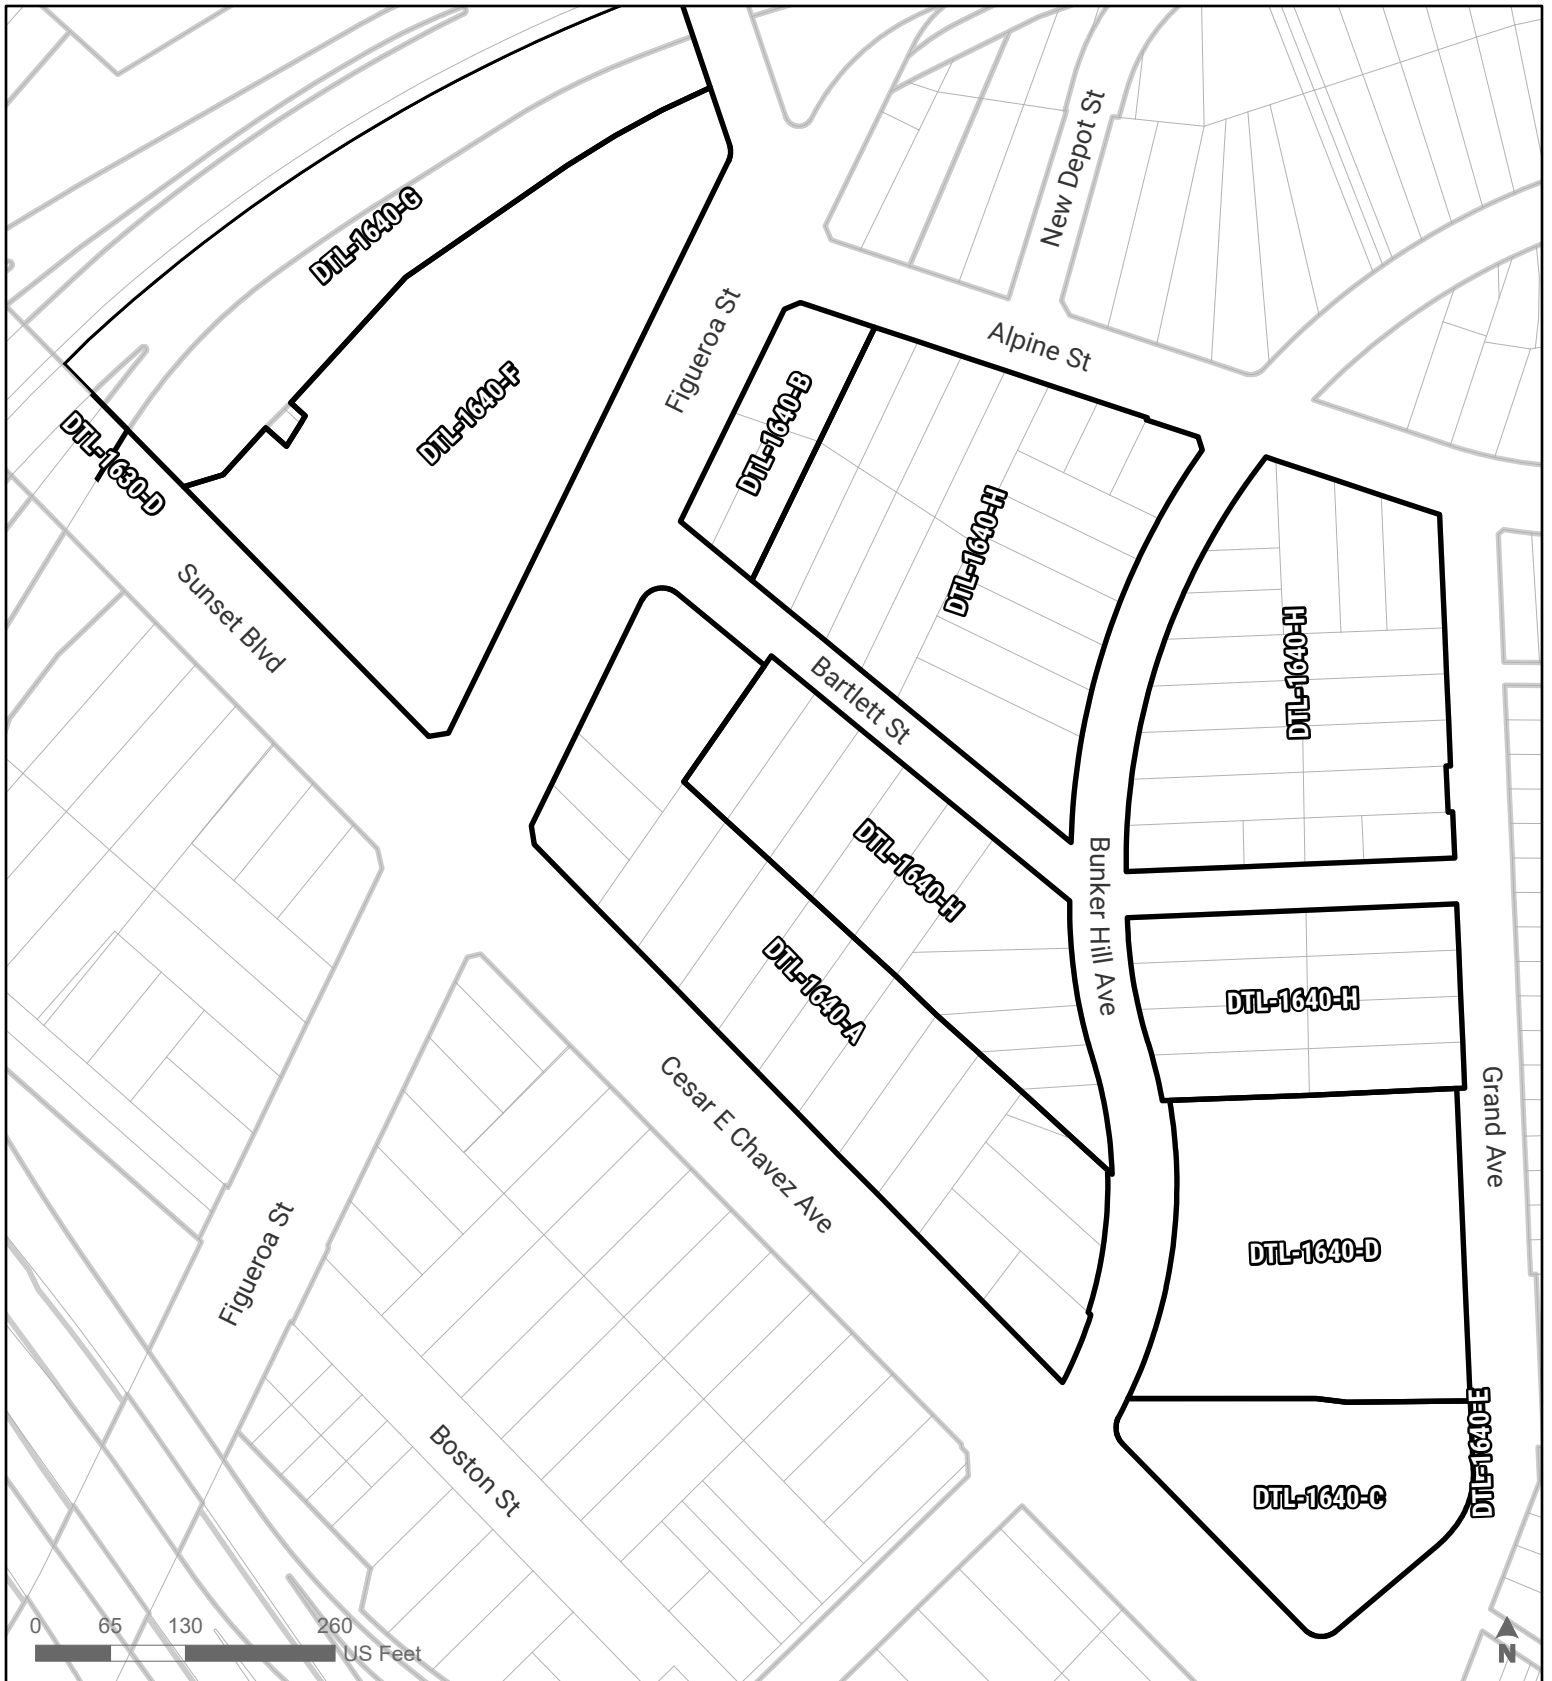 New Depot St
DTL-1640-G
Figueroa St
Alpine St
DTL-1640-B
DTL-1640-F
DTL-1630-D
DTL-1640-H
Sunset Blvd
DTL-1640-H
Bartlett St
DTL-1640-H
Bunker Hill Ave
DTL-1640-A
DTL-1640-H
Cesar E Chavez Ave
Grand Ave
Figueroa St
DTL-1640-D
DTL-1640-E
Boston St
DTL-1640-C
0 65 130 260
US Feet
N